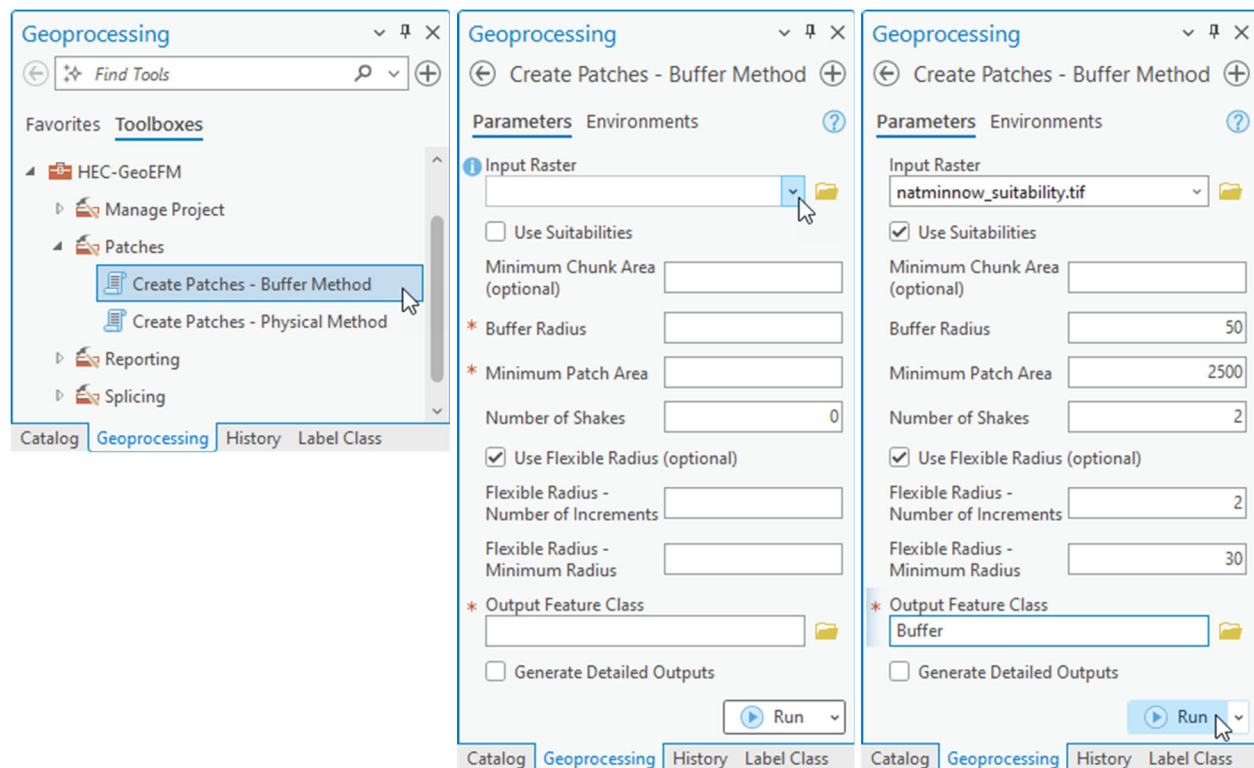 Geoprocessing
Find Tools
Favorites Toolboxes
HEC-GeoEFM
Manage Project
Patches
Create Patches - Buffer Method
Create Patches - Physical Method
Reporting
Splicing
Catalog Geoprocessing History Label Class
Geoprocessing
Create Patches - Buffer Method
Parameters Environments
?
i Input Raster
Use Suitabilities
Minimum Chunk Area
(optional)
* Buffer Radius
* Minimum Patch Area
Number of Shakes 0
Use Flexible Radius (optional)
Flexible Radius -
Number of Increments
Flexible Radius -
Minimum Radius
* Output Feature Class
Generate Detailed Outputs
Run
Catalog Geoprocessing History Label Class
Geoprocessing
Create Patches - Buffer Method
Parameters Environments
?
Input Raster
natminnow_suitability.tif
Use Suitabilities
Minimum Chunk Area
(optional)
Buffer Radius 50
Minimum Patch Area 2500
Number of Shakes 2
Use Flexible Radius (optional)
Flexible Radius -
Number of Increments 2
Flexible Radius -
Minimum Radius 30
* Output Feature Class
Buffer
Generate Detailed Outputs
Run
Catalog Geoprocessing History Label Class